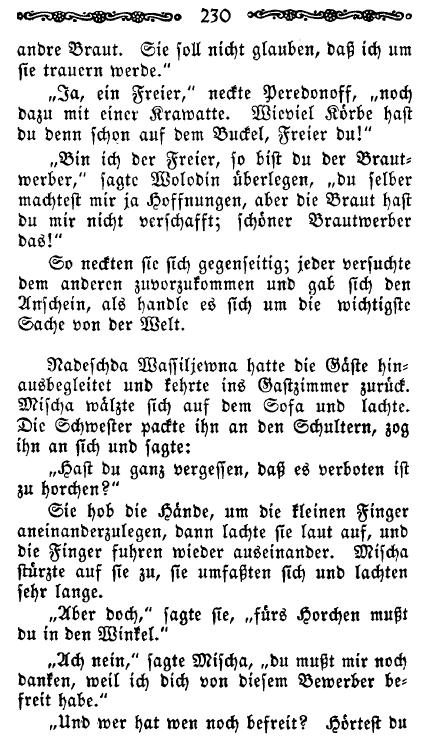 230
andre Braut. Sie soll nicht glauben, daß ich um
sie trauern werde.“
„Ja, ein Freier,“ neckte Peredonoff, „noch
dazu mit einer Krawatte. Wieviel Körbe hast
du denn schon auf dem Buckel, Freier du!“
„Bin ich der Freier, so bist du der Braut-
werber,“ sagte Wolodin überlegen, „du selber
machtest mir ja Hoffnungen, aber die Braut hast
du mir nicht verschafft; schöner Brautwerber
das!“
So neckten sie sich gegenseitig; jeder versuchte
dem anderen zuvorzukommen und gab sich den
Anschein, als handle es sich um die wichtigste
Sache von der Welt.
Nadeschda Wassiljewna hatte die Gäste hin-
ausbegleitet und kehrte ins Gastzimmer zurück.
Mischa wälzte sich auf dem Sofa und lachte.
Die Schwester packte ihn an den Schultern, zog
ihn an sich und sagte:
„Hast du ganz vergessen, daß es verboten ist
zu horchen?“
Sie hob die Hände, um die kleinen Finger
aneinanderzulegen, dann lachte sie laut auf, und
die Finger fuhren wieder auseinander. Mischa
stürzte auf sie zu, sie umfaßten sich und lachten
sehr lange.
„Aber doch,“ sagte sie, „fürs Horchen mußt
du in den Winkel.“
„Ach nein,“ sagte Mischa, „du mußt mir noch
danken, weil ich dich von diesem Bewerber be-
freit habe.“
„Und wer hat wen noch befreit? Hörtest du